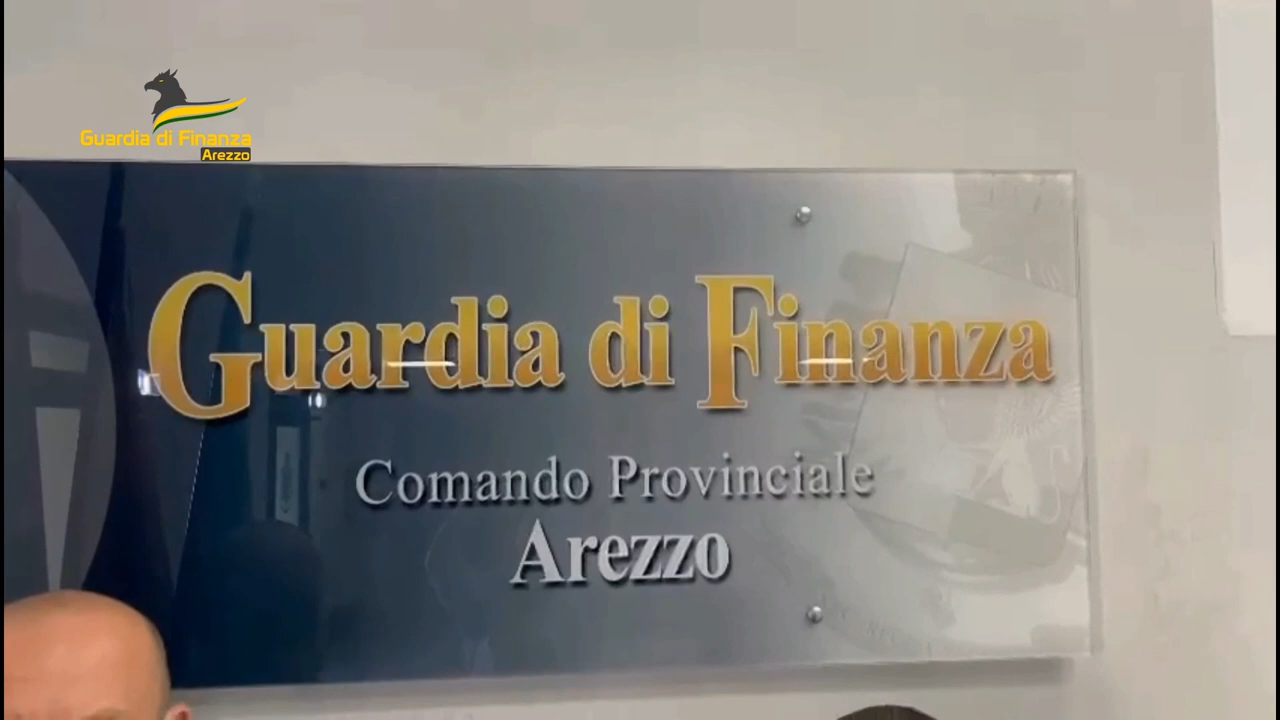 Guardia di Finanza
Arezzo
Guardia di Finanza
Comando Provinciale
Arezzo